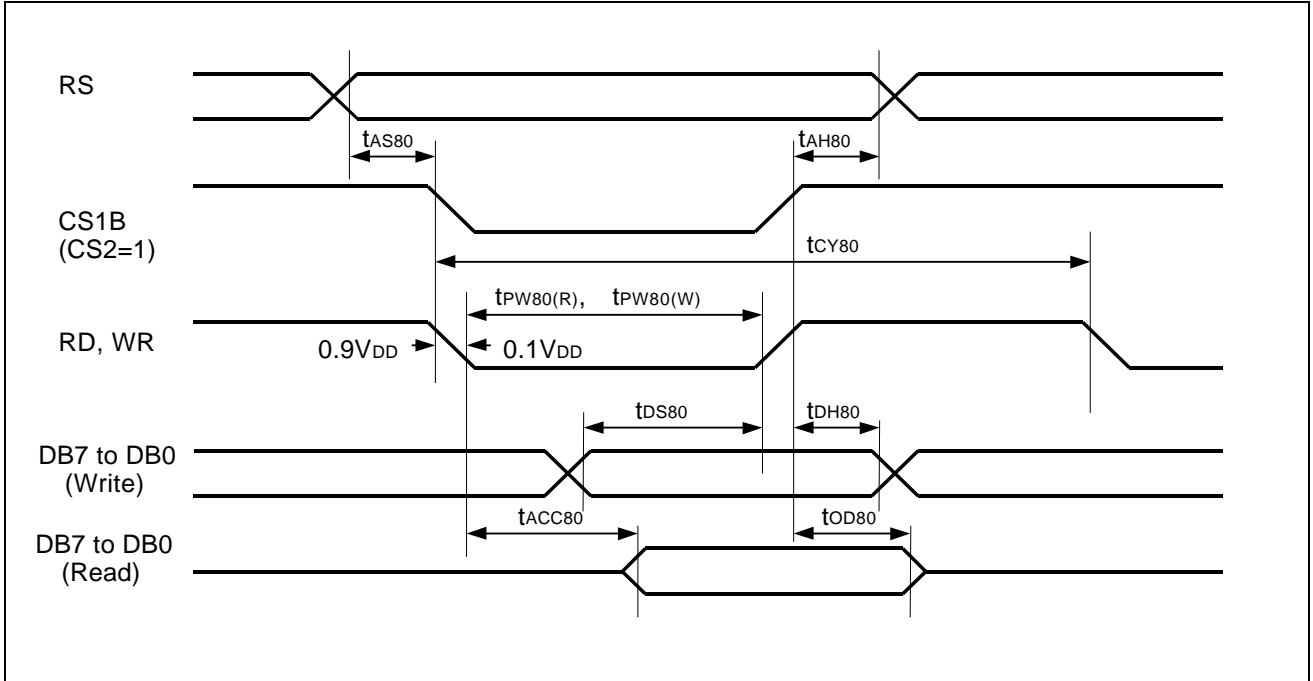 RS
tAS80
tAH80
CS1B
(CS2=1)
tCY80
tPW80(R), tPW80(W)
RD, WR
0.9VDD
0.1VDD
tDS80
tDH80
DB7 to DB0
(Write)
tACC80
tOD80
DB7 to DB0
(Read)